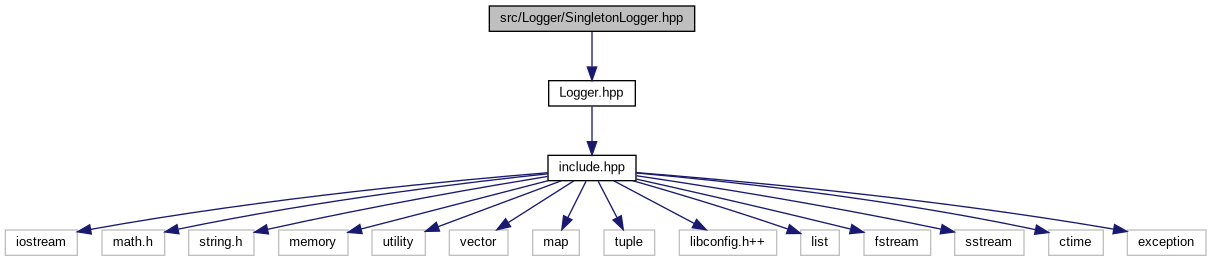 src/Logger/SingletonLogger.hpp
Logger.hpp
include.hpp
iostream math.h string.h memory utility vector map tuple libconfig.h++ list fstream sstream ctime exception